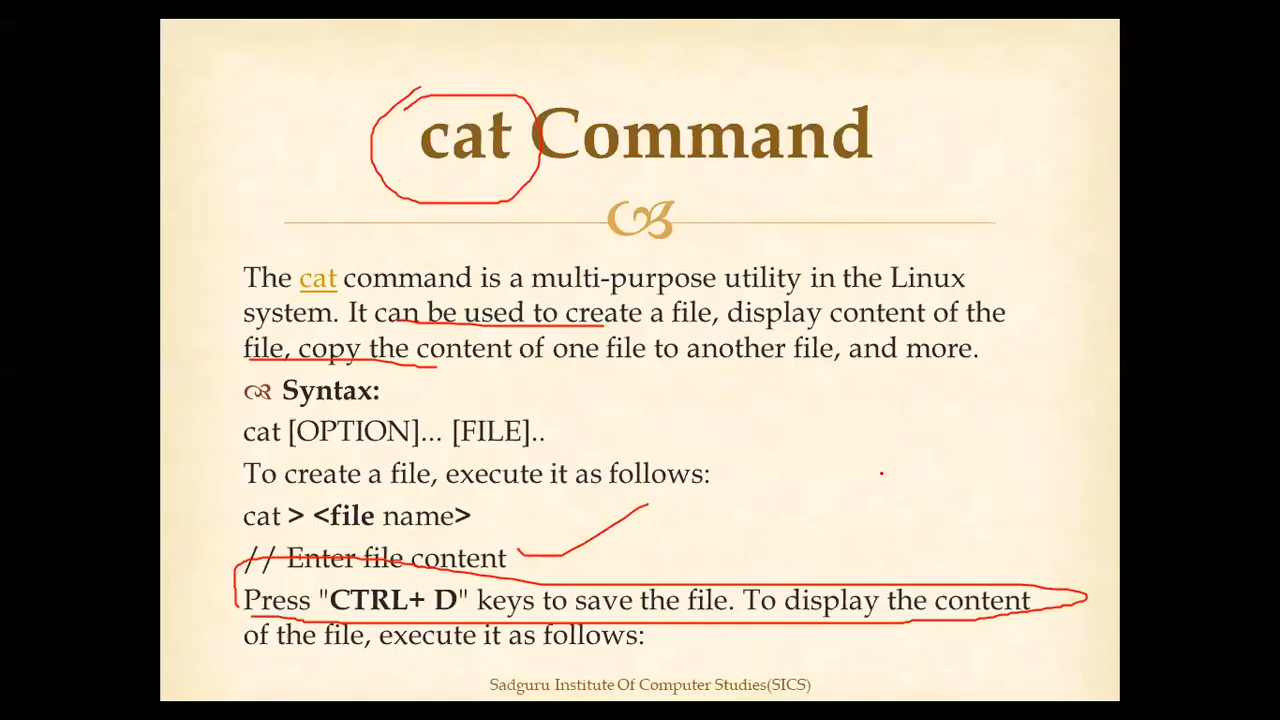 cat Command
The cat command is a multi-purpose utility in the Linux
system. It can be used to create a file, display content of the
file, copy the content of one file to another file, and more.
Syntax:
cat [OPTION]... [FILE]..
To create a file, execute it as follows:
cat > <file name>
// Enter file content
Press "CTRL+ D" keys to save the file. To display the content
of the file, execute it as follows:
Sadguru Institute Of Computer Studies(SICS)